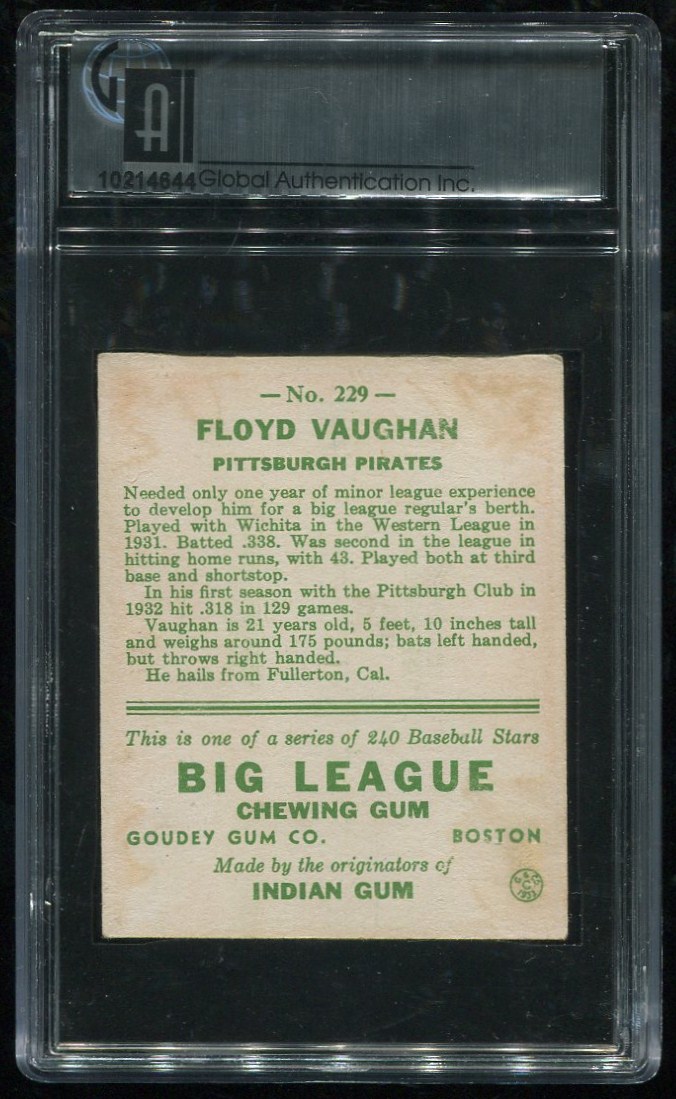 GA
10214644 Global Authentication Inc.
— No. 229 —
FLOYD VAUGHAN
PITTSBURGH PIRATES
Needed only one year of minor league experience
to develop him for a big league regular's berth.
Played with Wichita in the Western League in
1931. Batted .338. Was second in the league in
hitting home runs, with 43. Played both at third
base and shortstop.
In his first season with the Pittsburgh Club in
1932 hit .318 in 129 games.
Vaughan is 21 years old, 5 feet, 10 inches tall
and weighs around 175 pounds; bats left handed,
but throws right handed.
He hails from Fullerton, Cal.
This is one of a series of 240 Baseball Stars
BIG LEAGUE
CHEWING GUM
GOUDEY GUM CO. BOSTON
Made by the originators of
INDIAN GUM
C